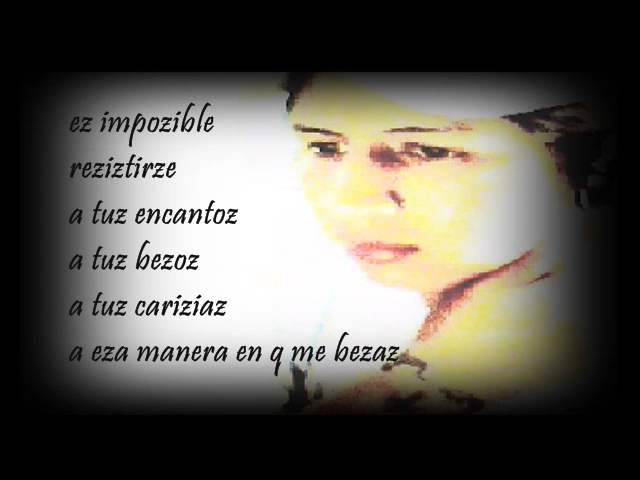 ez impozible
reziztirze
a tuz encantoz
a tuz bezoz
a tuz cariziaz
a eza manera en q me bezaz